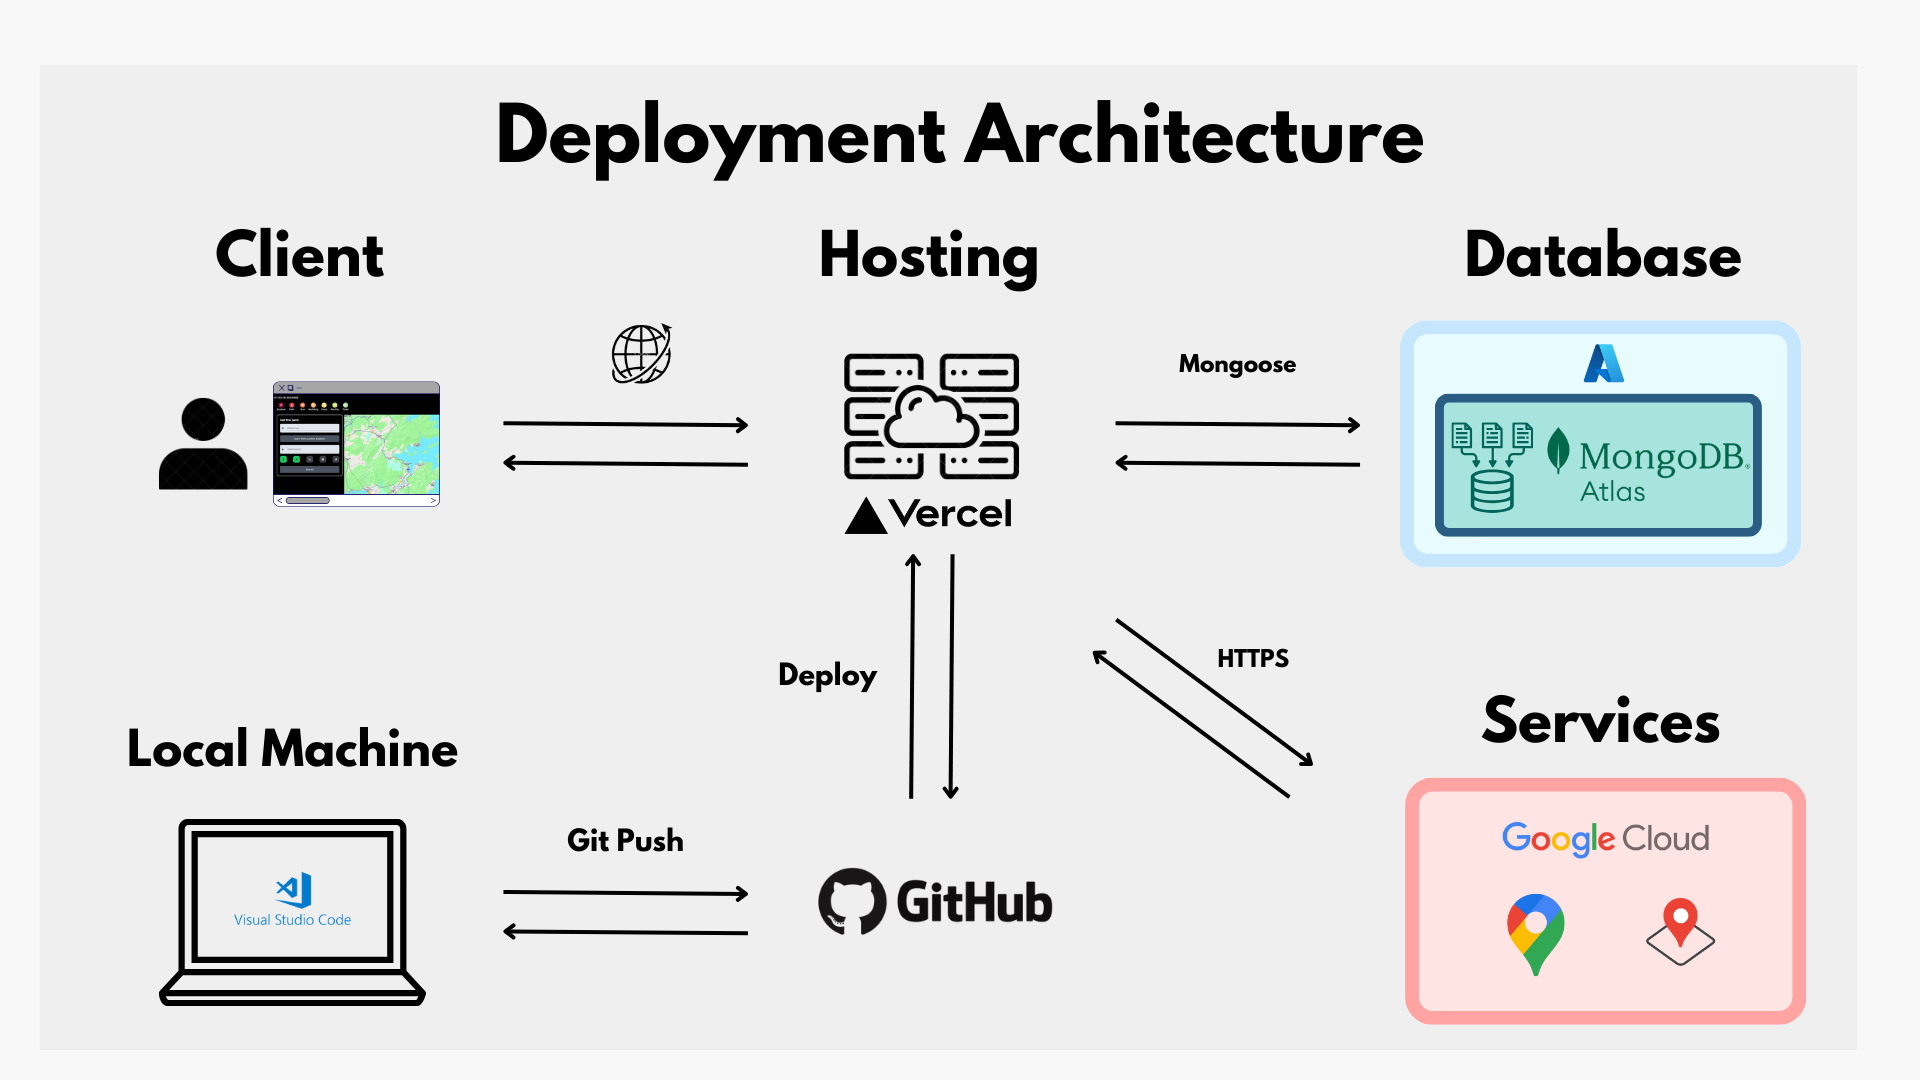 Deployment Architecture
Client
Hosting
Database
Mongoose
MongoDB®
Atlas
Vercel
Deploy
HTTPS
Services
Local Machine
Git Push
Visual Studio Code
GitHub
Google Cloud